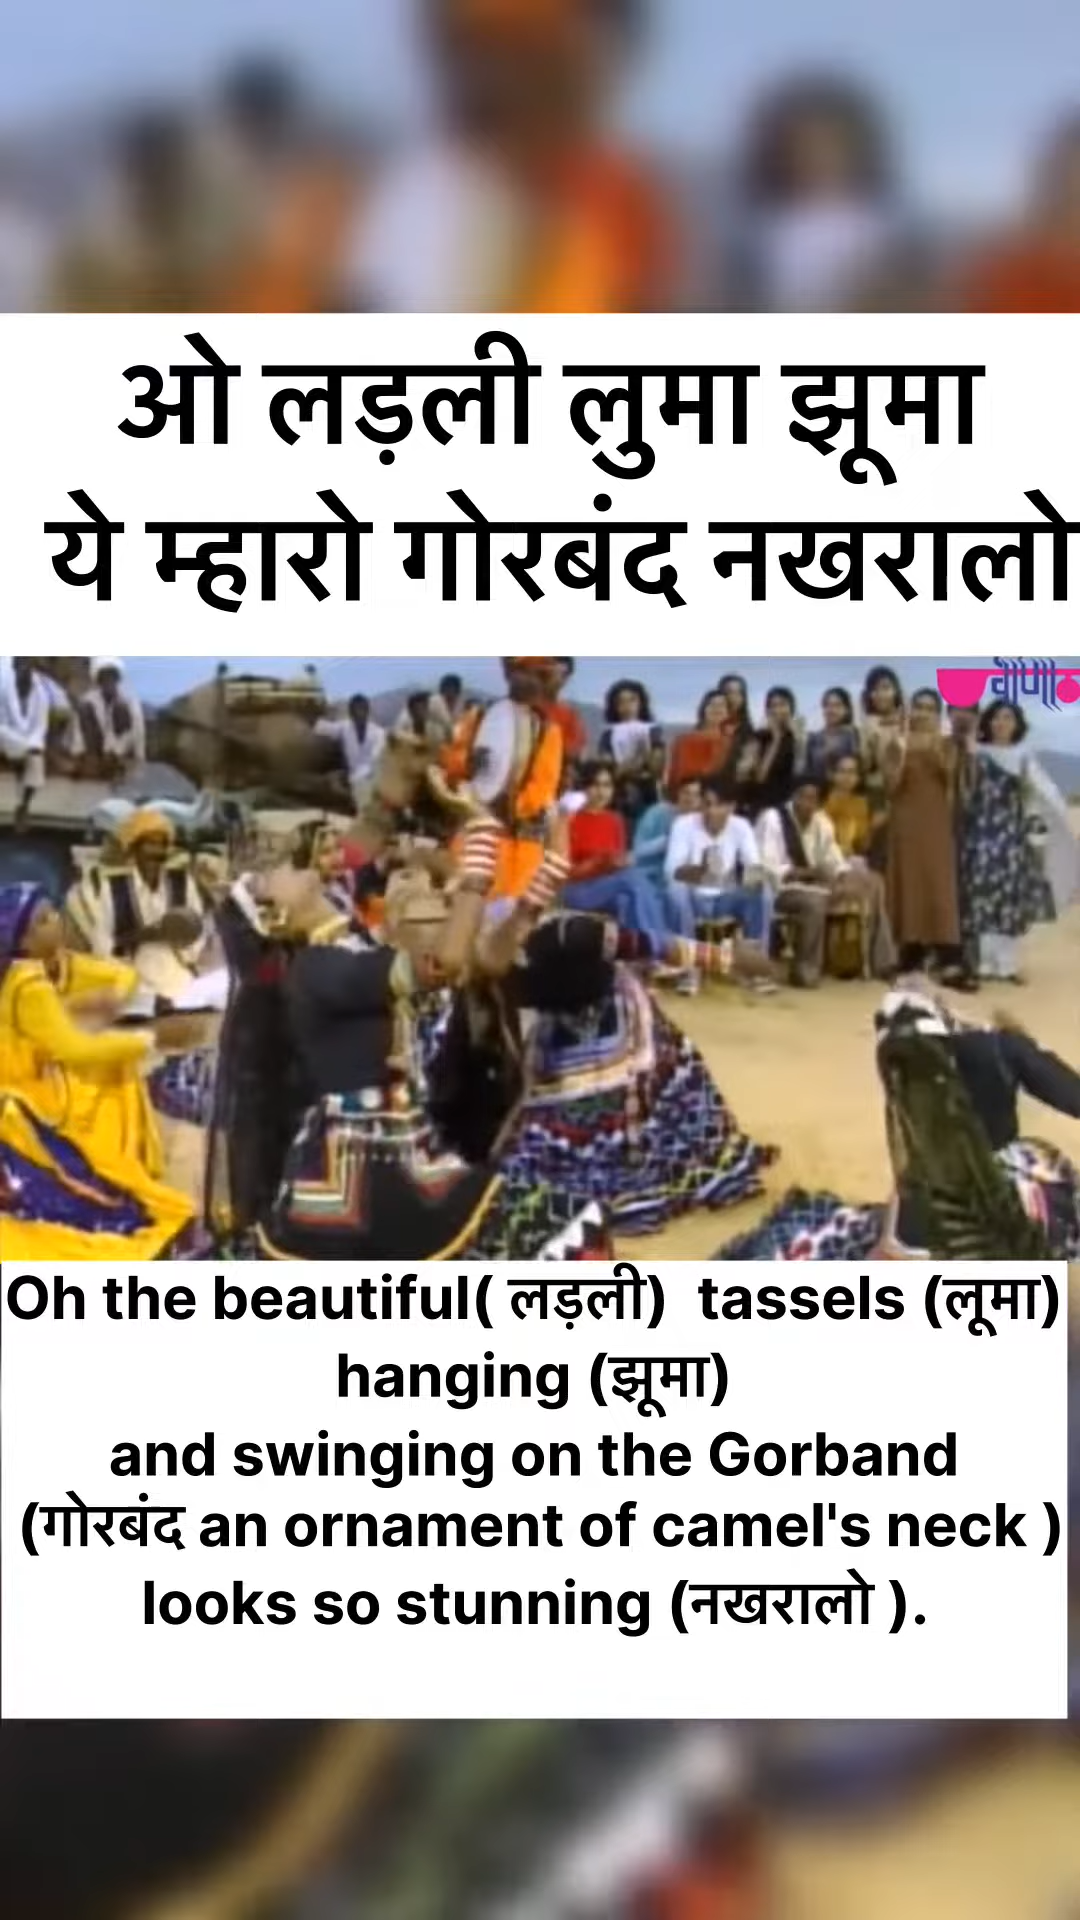 ओ लड़ली लुमा झूमा
ये म्हारो गोरबंद नखरालो
वीणा
Oh the beautiful( लड़ली) tassels (लूमा)
hanging (झूमा)
and swinging on the Gorband
(गोरबंद an ornament of camel's neck )
looks so stunning (नखरालो ).